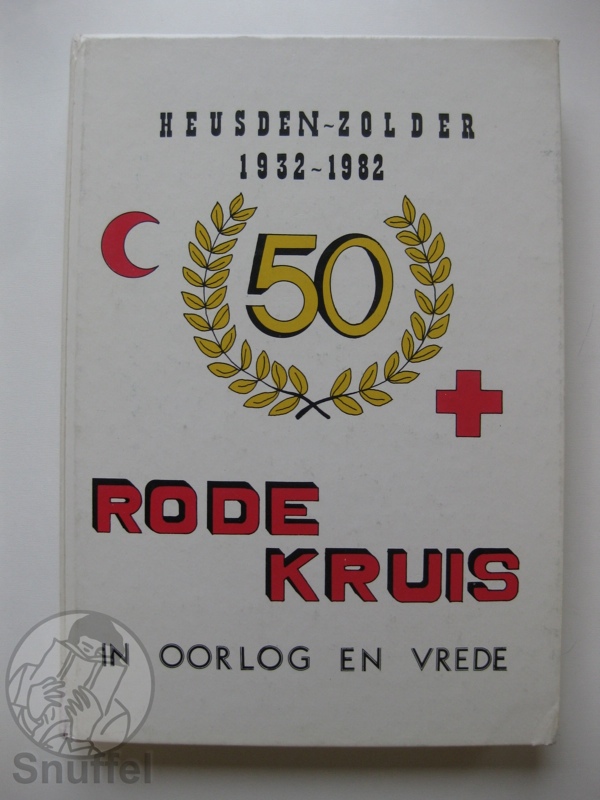 HEUSDEN~ZOLDER
1932~1982
50
RODE
KRUIS
IN OORLOG EN VREDE
Snuffel